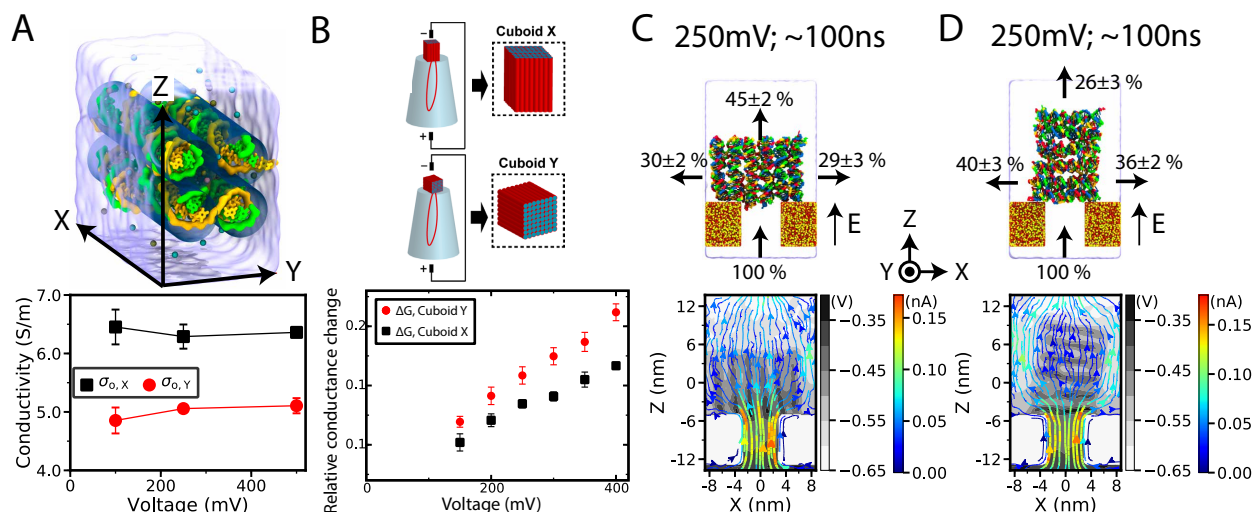 A
Z
X
Y
7.0
6.0
5.0
4.0
Conductivity (S/m)
σo, X
σo, Y
0
200
400
Voltage (mV)
B
−
+
Cuboid X
−
+
Cuboid Y
Relative conductance change
0.2
0.1
0.1
ΔG, Cuboid Y
ΔG, Cuboid X
0
200
400
Voltage (mV)
C
250mV; ~100ns
45±2 %
30±2 %
29±3 %
E
100 %
Z
Y
X
12
6
0
−6
−12
Z (nm)
−8
−4
0
4
8
X (nm)
(V)
−0.35
−0.45
−0.55
−0.65
(nA)
0.15
0.10
0.05
0.00
D
250mV; ~100ns
26±3 %
40±3 %
36±2 %
E
100 %
12
6
0
−6
−12
Z (nm)
−8
−4
0
4
8
X (nm)
(V)
−0.35
−0.45
−0.55
−0.65
(nA)
0.15
0.10
0.05
0.00